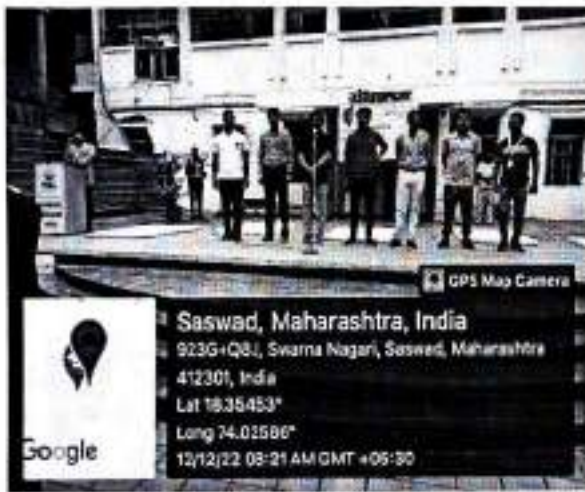 GPS Map Camera
Saswad, Maharashtra, India
923G+Q8J, Swarna Nagari, Saswad, Maharashtra
412301, India
Lat 18.35453°
Long 74.02586°
12/12/22 08:21 AM GMT +05:30
Google